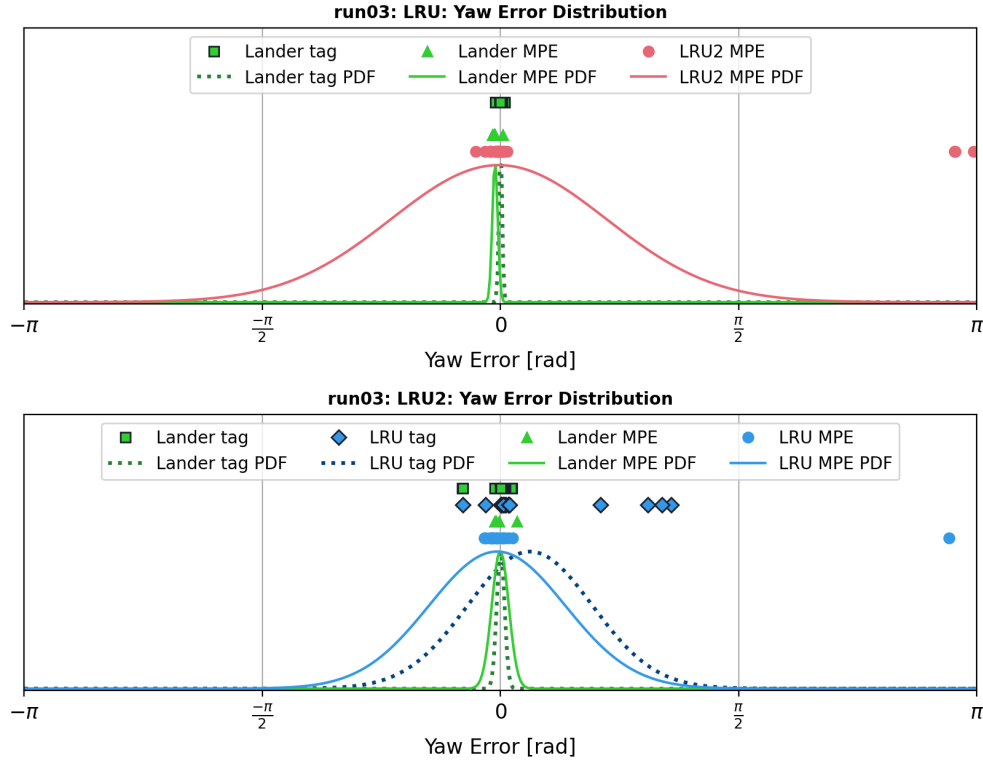 run03: LRU: Yaw Error Distribution
Lander tag Lander MPE LRU2 MPE
Lander tag PDF Lander MPE PDF LRU2 MPE PDF
−π −π/2 0 π/2 π
Yaw Error [rad]
run03: LRU2: Yaw Error Distribution
Lander tag LRU tag Lander MPE LRU MPE
Lander tag PDF LRU tag PDF Lander MPE PDF LRU MPE PDF
−π −π/2 0 π/2 π
Yaw Error [rad]